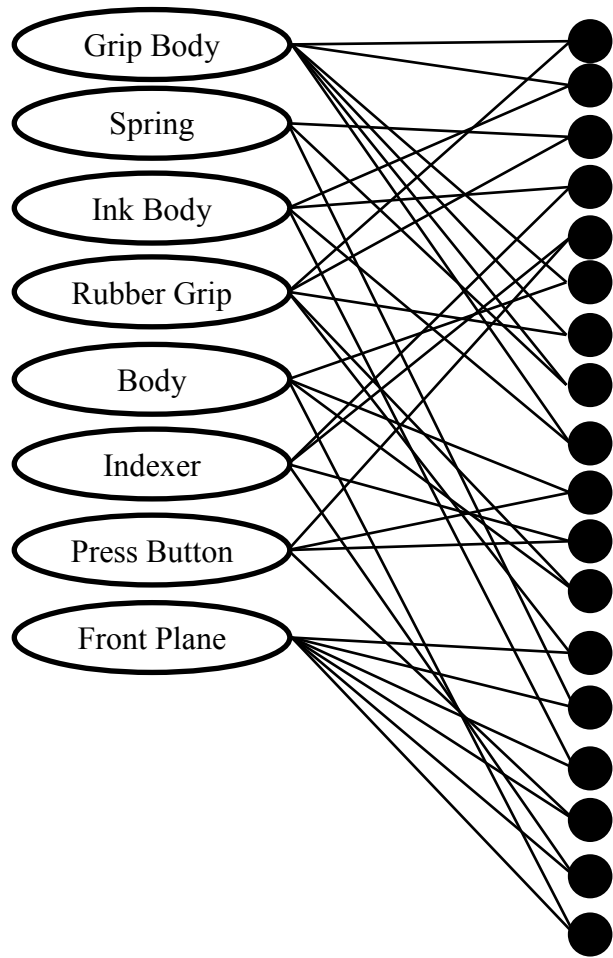 Grip Body
Spring
Ink Body
Rubber Grip
Body
Indexer
Press Button
Front Plane